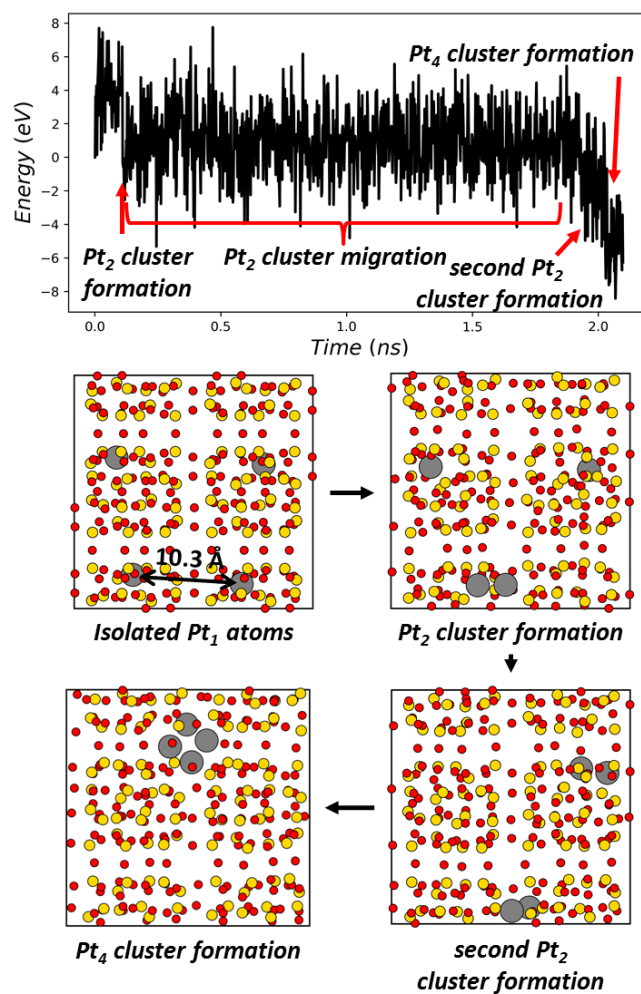 8
6
4
2
0
−2
−4
−6
−8
Energy (eV)
Pt4 cluster
formation
Pt2 cluster
formation
Pt2 cluster migration
second Pt2
cluster formation
0.0
0.5
1.0
1.5
2.0
Time (ns)
10.3 Å
Isolated Pt1 atoms
Pt2 cluster formation
Pt4 cluster formation
second Pt2
cluster formation